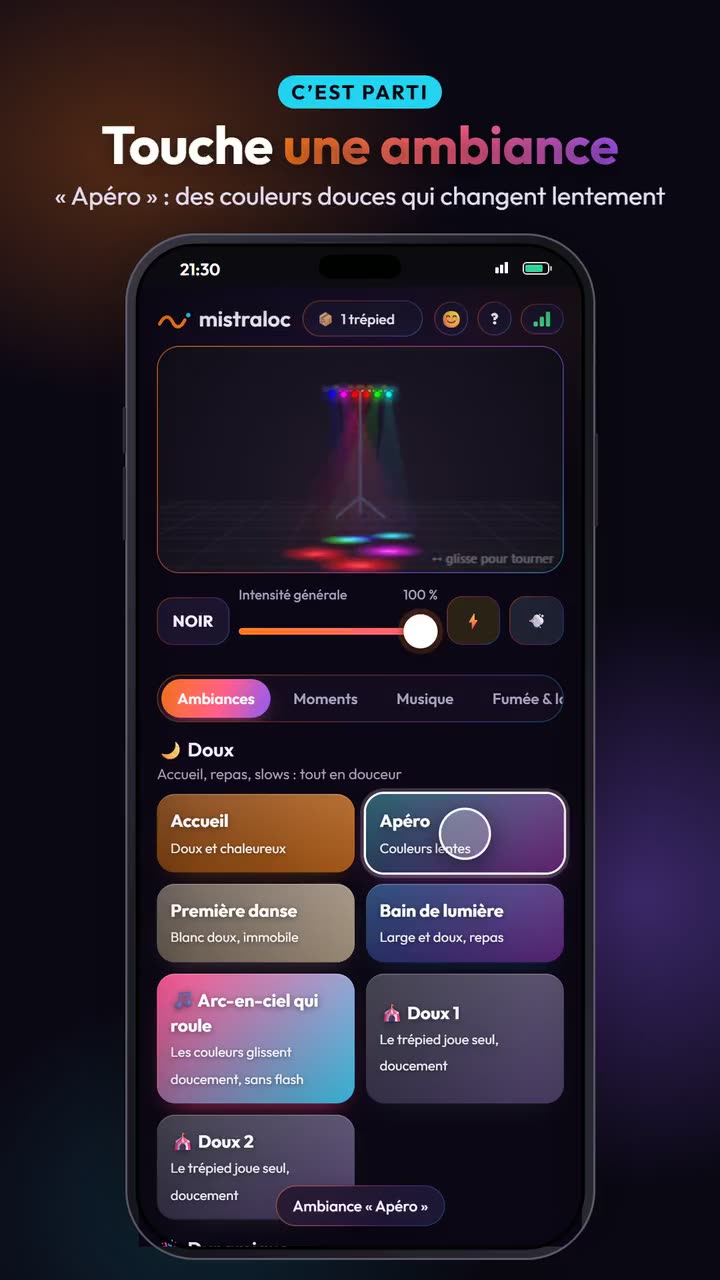 C’EST PARTI
Touche une ambiance
« Apéro » : des couleurs douces qui changent lentement
21:30
mistraloc
1 trépied
?
↔ glisse pour tourner
NOIR
Intensité générale
100 %
Ambiances
Moments
Musique
Fumée & l
Doux
Accueil, repas, slows : tout en douceur
Accueil
Doux et chaleureux
Apéro
Couleurs lentes
Première danse
Blanc doux, immobile
Bain de lumière
Large et doux, repas
Arc-en-ciel qui
roule
Les couleurs glissent
doucement, sans flash
Doux 1
Le trépied joue seul,
doucement
Doux 2
Le trépied joue seul,
doucement
Ambiance « Apéro »